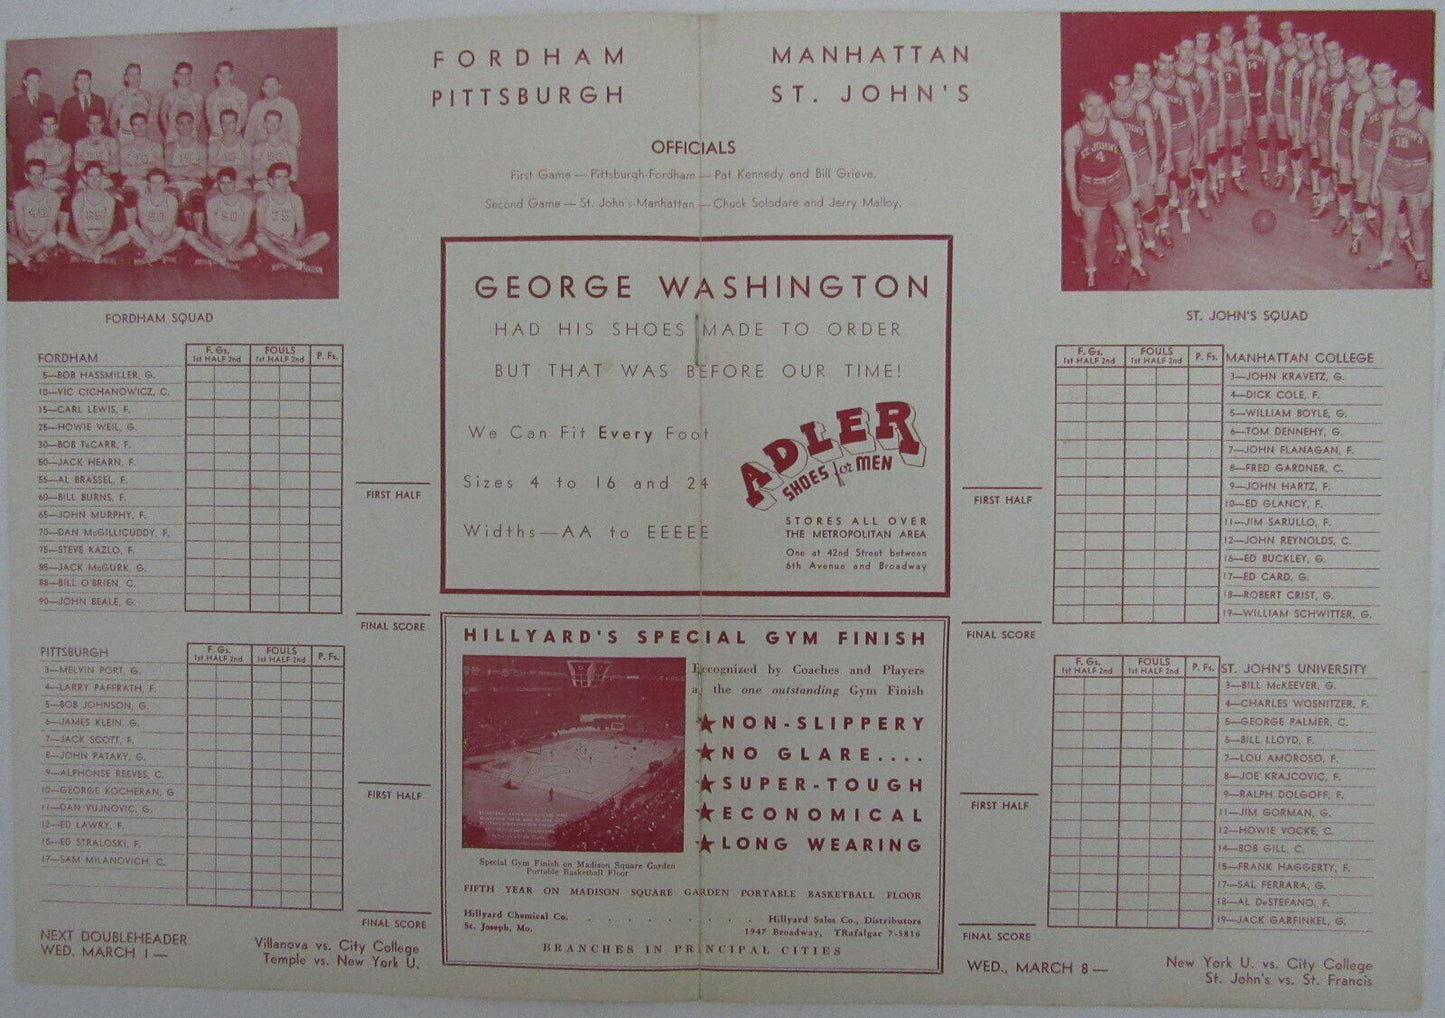 FORDHAM
PITTSBURGH
MANHATTAN
ST. JOHN'S
OFFICIALS
First Game — Pittsburgh-Fordham — Pat Kennedy and Bill Grieve.
Second Game — St. John's-Manhattan — Chuck Solodare and Jerry Malloy.
FORDHAM SQUAD
FORDHAM
F. Gs. FOULS P. Fs.
1st HALF 2nd 1st HALF 2nd
5—BOB HASSMILLER, G.
10—VIC CICHANOWICZ, C.
15—CARL LEWIS, F.
25—HOWIE WEIL, G.
30—BOB TeCARR, F.
50—JACK HEARN, F.
55—AL BRASSEL, F.
60—BILL BURNS, F.
65—JOHN MURPHY, F.
70—DAN McGILLICUDDY, F.
75—STEVE KAZLO, F.
85—JACK McGURK, G.
88—BILL O'BRIEN, C.
90—JOHN BEALE, G.
FIRST HALF
FINAL SCORE
PITTSBURGH
F. Gs. FOULS P. Fs.
1st HALF 2nd 1st HALF 2nd
3—MELVIN PORT, G.
4—LARRY PAFFRATH, F.
5—BOB JOHNSON, G.
6—JAMES KLEIN, G.
7—JACK SCOTT, F.
8—JOHN PATAKY, G.
9—ALPHONSE REEVES, C.
10—GEORGE KOCHERAN, G
11—DAN VUJNOVIC, G.
12—ED LAWRY, F.
15—ED STRALOSKI, F.
17—SAM MILANOVICH, C.
FIRST HALF
FINAL SCORE
NEXT DOUBLEHEADER
WED. MARCH 1 —
Villanova vs. City College
Temple vs. New York U.
GEORGE WASHINGTON
HAD HIS SHOES MADE TO ORDER
BUT THAT WAS BEFORE OUR TIME!
We Can Fit Every Foot
Sizes 4 to 16 and 24
Widths—AA to EEEEE
ADLER
SHOES for MEN
STORES ALL OVER
THE METROPOLITAN AREA
One at 42nd Street between
6th Avenue and Broadway
HILLYARD'S SPECIAL GYM FINISH
Recognized by Coaches and Players
a the one outstanding Gym Finish
★NON-SLIPPERY
★NO GLARE....
★SUPER-TOUGH
★ECONOMICAL
★LONG WEARING
Special Gym Finish on Madison Square Garden
Portable Basketball Floor
FIFTH YEAR ON MADISON SQUARE GARDEN PORTABLE BASKETBALL FLOOR
Hillyard Chemical Co. . . . . . . . . . Hillyard Sales Co., Distributors
St. Joseph, Mo. 1947 Broadway, TRafalgar 7-5816
BRANCHES IN PRINCIPAL CITIES
ST. JOHN'S SQUAD
F. Gs. FOULS P. Fs. MANHATTAN COLLEGE
1st HALF 2nd 1st HALF 2nd
3—JOHN KRAVETZ, G.
4—DICK COLE, F.
5—WILLIAM BOYLE, G.
6—TOM DENNEHY, G.
7—JOHN FLANAGAN, F.
8—FRED GARDNER, C.
9—JOHN HARTZ, F.
10—ED GLANCY, F.
11—JIM SARULLO, F.
12—JOHN REYNOLDS, C.
16—ED BUCKLEY, G.
17—ED CARD, G.
18—ROBERT CRIST, G.
19—WILLIAM SCHWITTER, G.
FIRST HALF
FINAL SCORE
F. Gs. FOULS P. Fs. ST. JOHN'S UNIVERSITY
1st HALF 2nd 1st HALF 2nd
3—BILL McKEEVER, G.
4—CHARLES WOSNITZER, F.
5—GEORGE PALMER, C.
6—BILL LLOYD, F.
7—LOU AMOROSO, F.
8—JOE KRAJCOVIC, F.
9—RALPH DOLGOFF, F.
11—JIM GORMAN, G.
12—HOWIE VOCKE, C.
14—BOB GILL, C.
15—FRANK HAGGERTY, F.
17—SAL FERRARA, G.
18—AL DeSTEFANO, F.
19—JACK GARFINKEL, G.
FIRST HALF
FINAL SCORE
WED., MARCH 8 —
New York U. vs. City College
St. John's vs. St. Francis